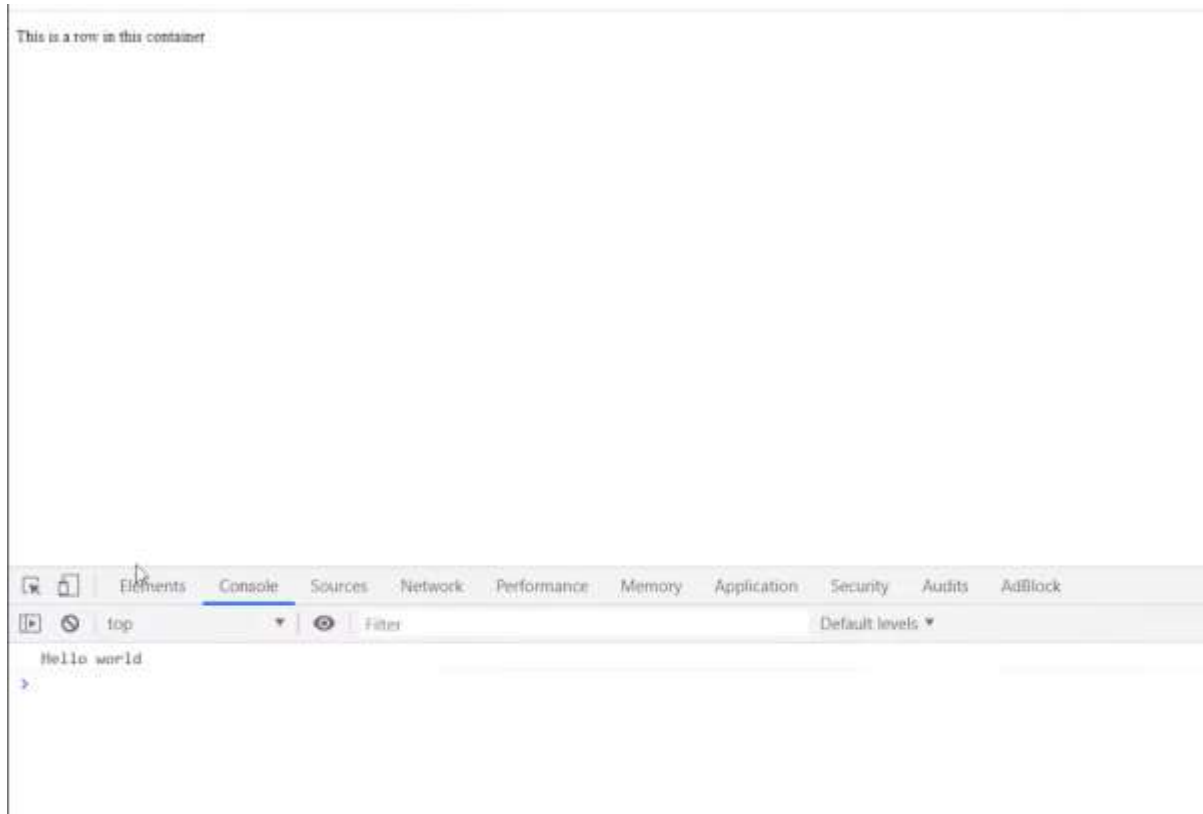 This is a row in this container
Elements Console Sources Network Performance Memory Application Security Audits AdBlock
top Filter Default levels
Hello world